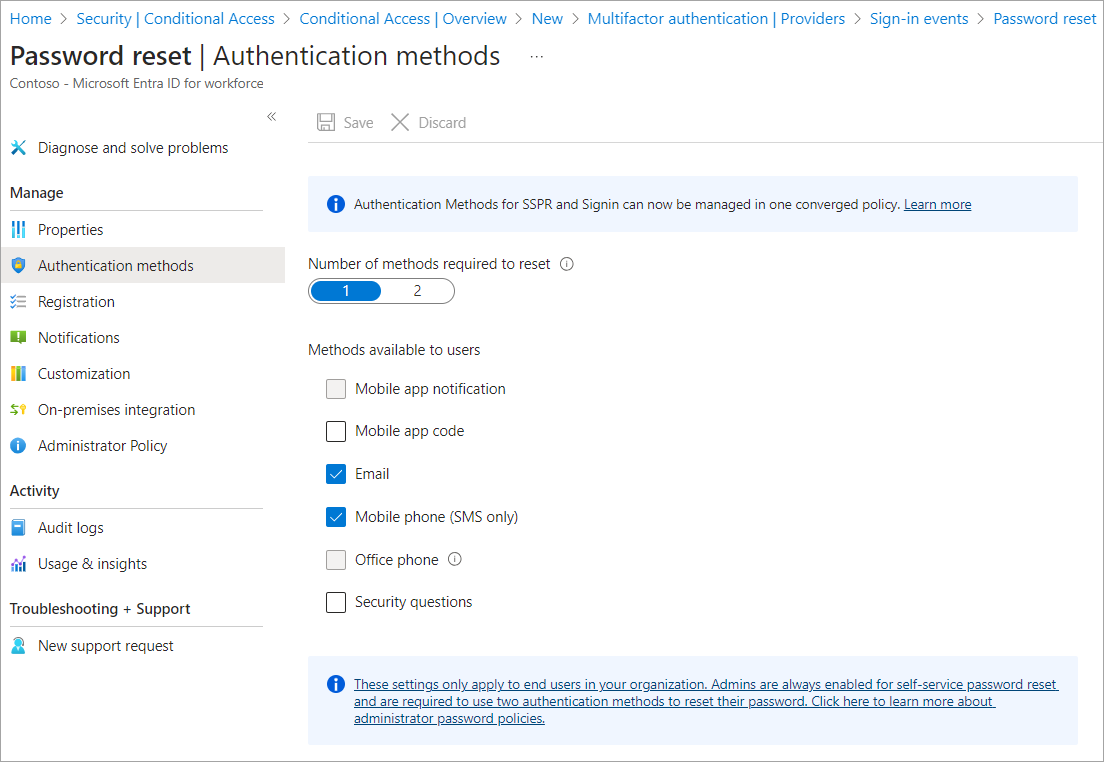 Home > Security | Conditional Access > Conditional Access | Overview > New > Multifactor authentication | Providers > Sign-in events > Password reset
Password reset | Authentication methods ...
Contoso - Microsoft Entra ID for workforce
«
Save Discard
Diagnose and solve problems
Manage
Properties
Authentication methods
Registration
Notifications
Customization
On-premises integration
Administrator Policy
Activity
Audit logs
Usage & insights
Troubleshooting + Support
New support request
Authentication Methods for SSPR and Signin can now be managed in one converged policy. Learn more
Number of methods required to reset
1 2
Methods available to users
Mobile app notification
Mobile app code
Email
Mobile phone (SMS only)
Office phone
Security questions
These settings only apply to end users in your organization. Admins are always enabled for self-service password reset
and are required to use two authentication methods to reset their password. Click here to learn more about
administrator password policies.